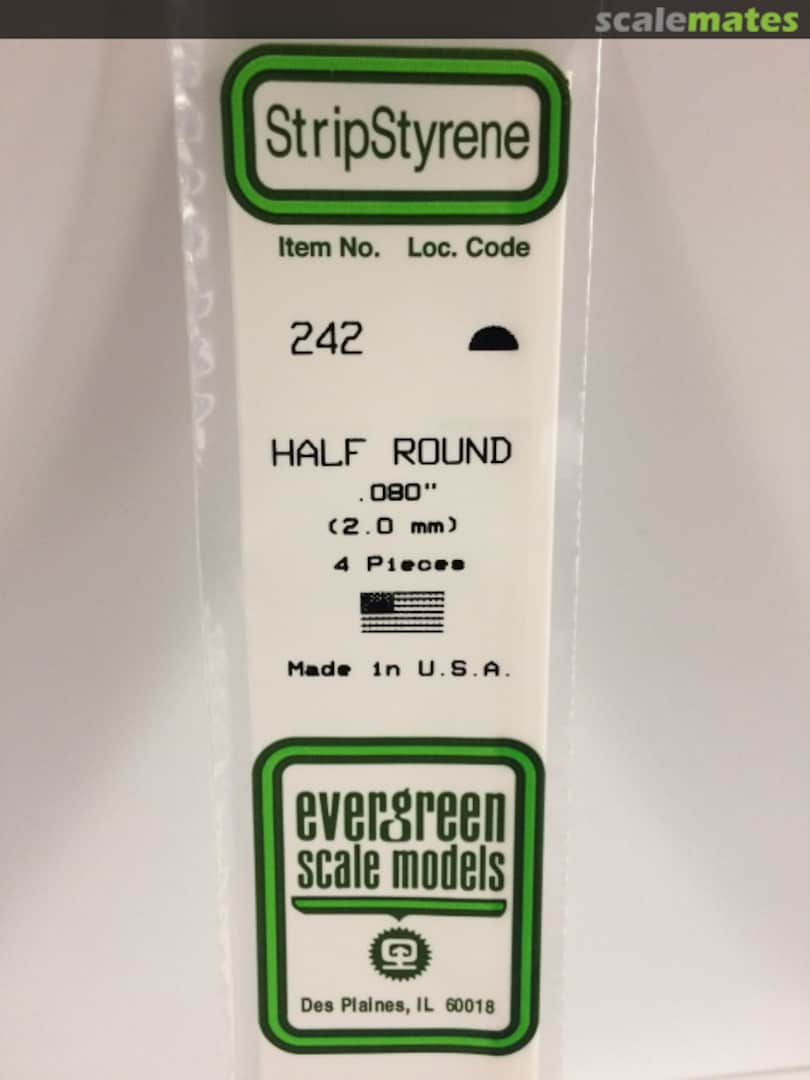 scalemates
StripStyrene
Item No. Loc. Code
242
HALF ROUND
.080"
(2.0 mm)
4 Pieces
Made in U.S.A.
evergreen
scale models
Des Plaines, IL 60018